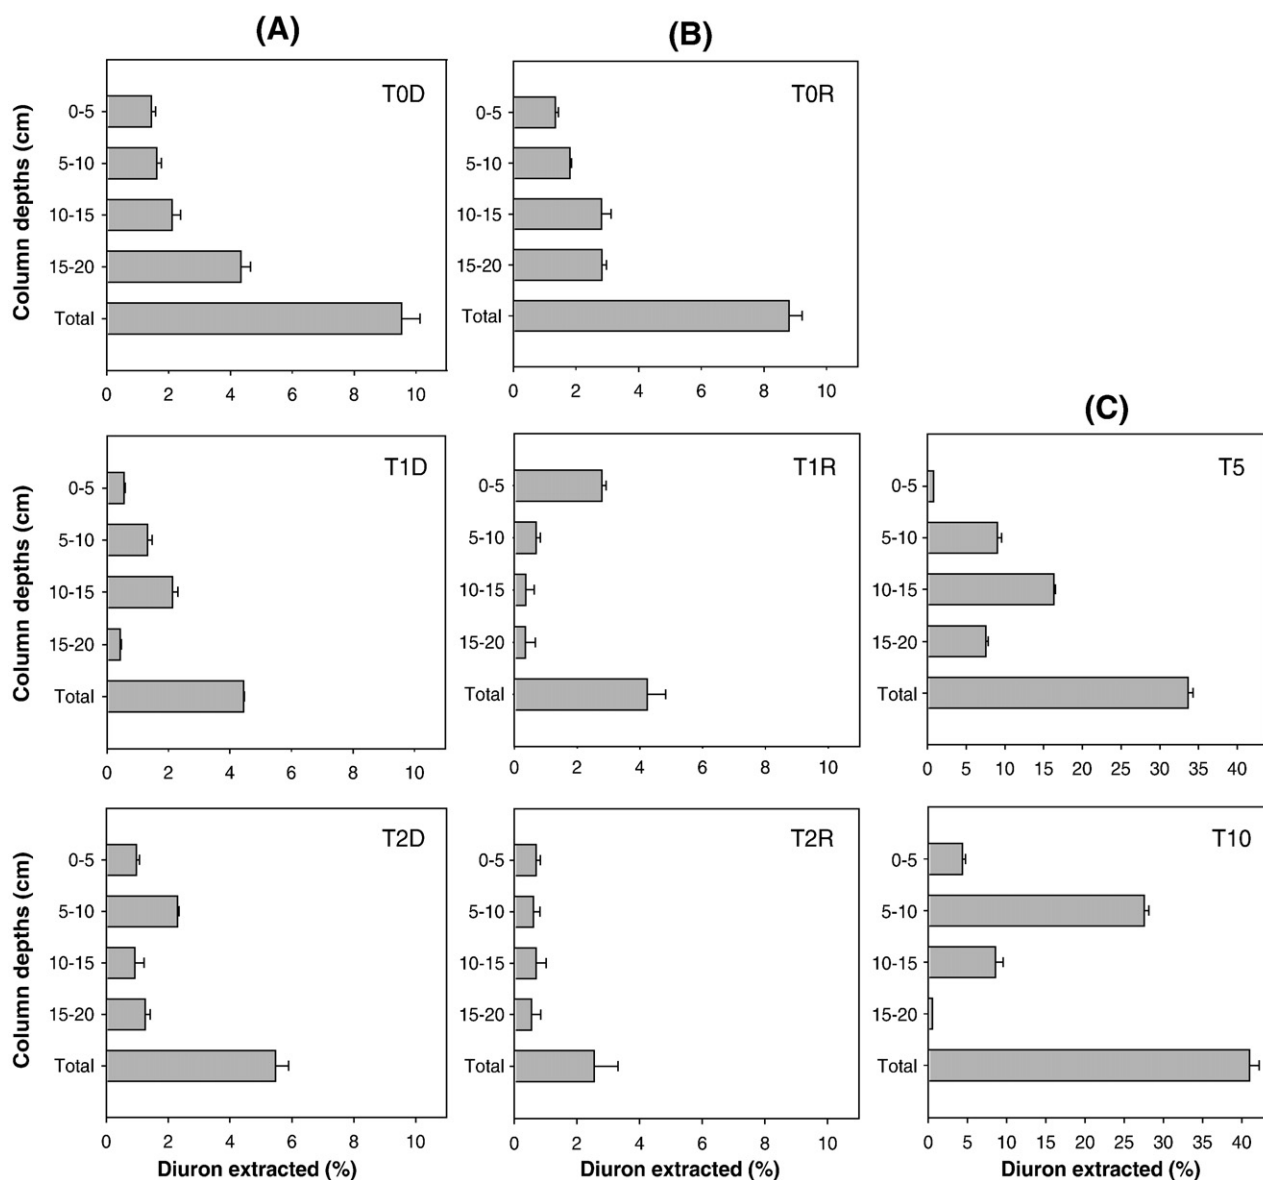 (A)
(B)
Column depths (cm)
T0D
0-5
5-10
10-15
15-20
Total
0 2 4 6 8 10
T0R
0-5
5-10
10-15
15-20
Total
0 2 4 6 8 10
(C)
Column depths (cm)
T1D
0-5
5-10
10-15
15-20
Total
0 2 4 6 8 10
T1R
0-5
5-10
10-15
15-20
Total
0 2 4 6 8 10
T5
0-5
5-10
10-15
15-20
Total
0 5 10 15 20 25 30 35 40
Column depths (cm)
T2D
0-5
5-10
10-15
15-20
Total
0 2 4 6 8 10
Diuron extracted (%)
T2R
0-5
5-10
10-15
15-20
Total
0 2 4 6 8 10
Diuron extracted (%)
T10
0-5
5-10
10-15
15-20
Total
0 5 10 15 20 25 30 35 40
Diuron extracted (%)